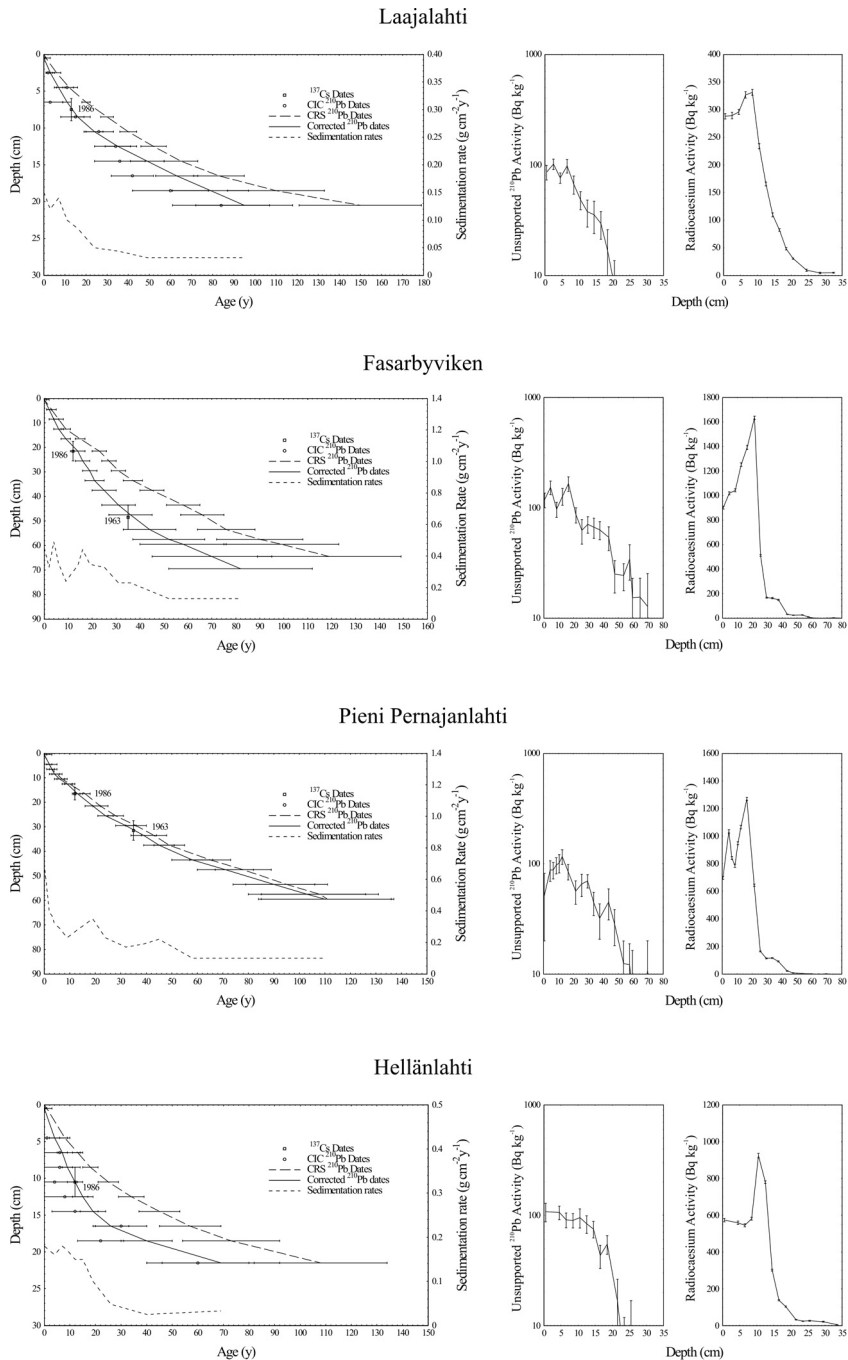 Laajalahti
0
5
10
15
20
25
30
Depth (cm)
0 10 20 30 40 50 60 70 80 90 100 110 120 130 140 150 160 170 180
Age (y)
0.40
0.35
0.30
0.25
0.20
0.15
0.10
0.05
0
Sedimentation rate (g cm⁻²y⁻¹)
1986
¹³⁷Cs Dates
CIC ²¹⁰Pb Dates
CRS ²¹⁰Pb Dates
Corrected ²¹⁰Pb dates
Sedimentation rates
1000
100
10
Unsupported ²¹⁰Pb Activity (Bq kg⁻¹)
0 5 10 15 20 25 30 35
400
350
300
250
200
150
100
50
0
Radiocaesium Activity (Bq kg⁻¹)
0 5 10 15 20 25 30 35
Depth (cm)
Fasarbyviken
0
10
20
30
40
50
60
70
80
90
Depth (cm)
0 10 20 30 40 50 60 70 80 90 100 110 120 130 140 150 160
Age (y)
1.4
1.2
1.0
0.8
0.6
0.4
0.2
0
Sedimentation Rate (g cm⁻²y⁻¹)
1986
1963
¹³⁷Cs Dates
CIC ²¹⁰Pb Dates
CRS ²¹⁰Pb Dates
Corrected ²¹⁰Pb dates
Sedimentation rates
1000
100
10
Unsupported ²¹⁰Pb Activity (Bq kg⁻¹)
0 10 20 30 40 50 60 70 80
1800
1600
1400
1200
1000
800
600
400
200
0
Radiocaesium Activity (Bq kg⁻¹)
0 10 20 30 40 50 60 70 80
Depth (cm)
Pieni Pernajanlahti
0
10
20
30
40
50
60
70
80
90
Depth (cm)
0 10 20 30 40 50 60 70 80 90 100 110 120 130 140 150
Age (y)
1.4
1.2
1.0
0.8
0.6
0.4
0.2
0
Sedimentation Rate (g cm⁻²y⁻¹)
1986
1963
¹³⁷Cs Dates
CIC ²¹⁰Pb Dates
CRS ²¹⁰Pb Dates
Corrected ²¹⁰Pb dates
Sedimentation rates
1000
100
10
Unsupported ²¹⁰Pb Activity (Bq kg⁻¹)
0 10 20 30 40 50 60 70 80
1600
1400
1200
1000
800
600
400
200
0
Radiocaesium Activity (Bq kg⁻¹)
0 10 20 30 40 50 60 70 80
Depth (cm)
Hellänlahti
0
5
10
15
20
25
30
Depth (cm)
0 10 20 30 40 50 60 70 80 90 100 110 120 130 140 150
Age (y)
0.5
0.4
0.3
0.2
0.1
0
Sedimentation rate (g cm⁻²y⁻¹)
1986
¹³⁷Cs Dates
CIC ²¹⁰Pb Dates
CRS ²¹⁰Pb Dates
Corrected ²¹⁰Pb dates
Sedimentation rates
1000
100
10
Unsupported ²¹⁰Pb Activity (Bq kg⁻¹)
0 5 10 15 20 25 30 35
1200
1000
800
600
400
200
0
Radiocaesium Activity (Bq kg⁻¹)
0 5 10 15 20 25 30 35
Depth (cm)